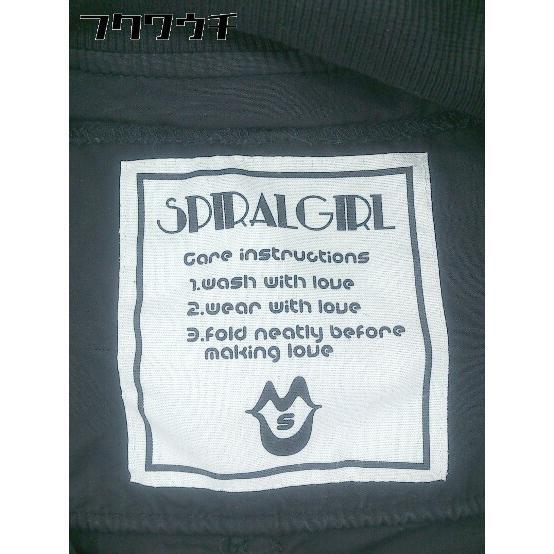 フクワウチ
SPIRALGIRL
Care instructions
1.wash with love
2.wear with love
3.fold neatly before
making love
S